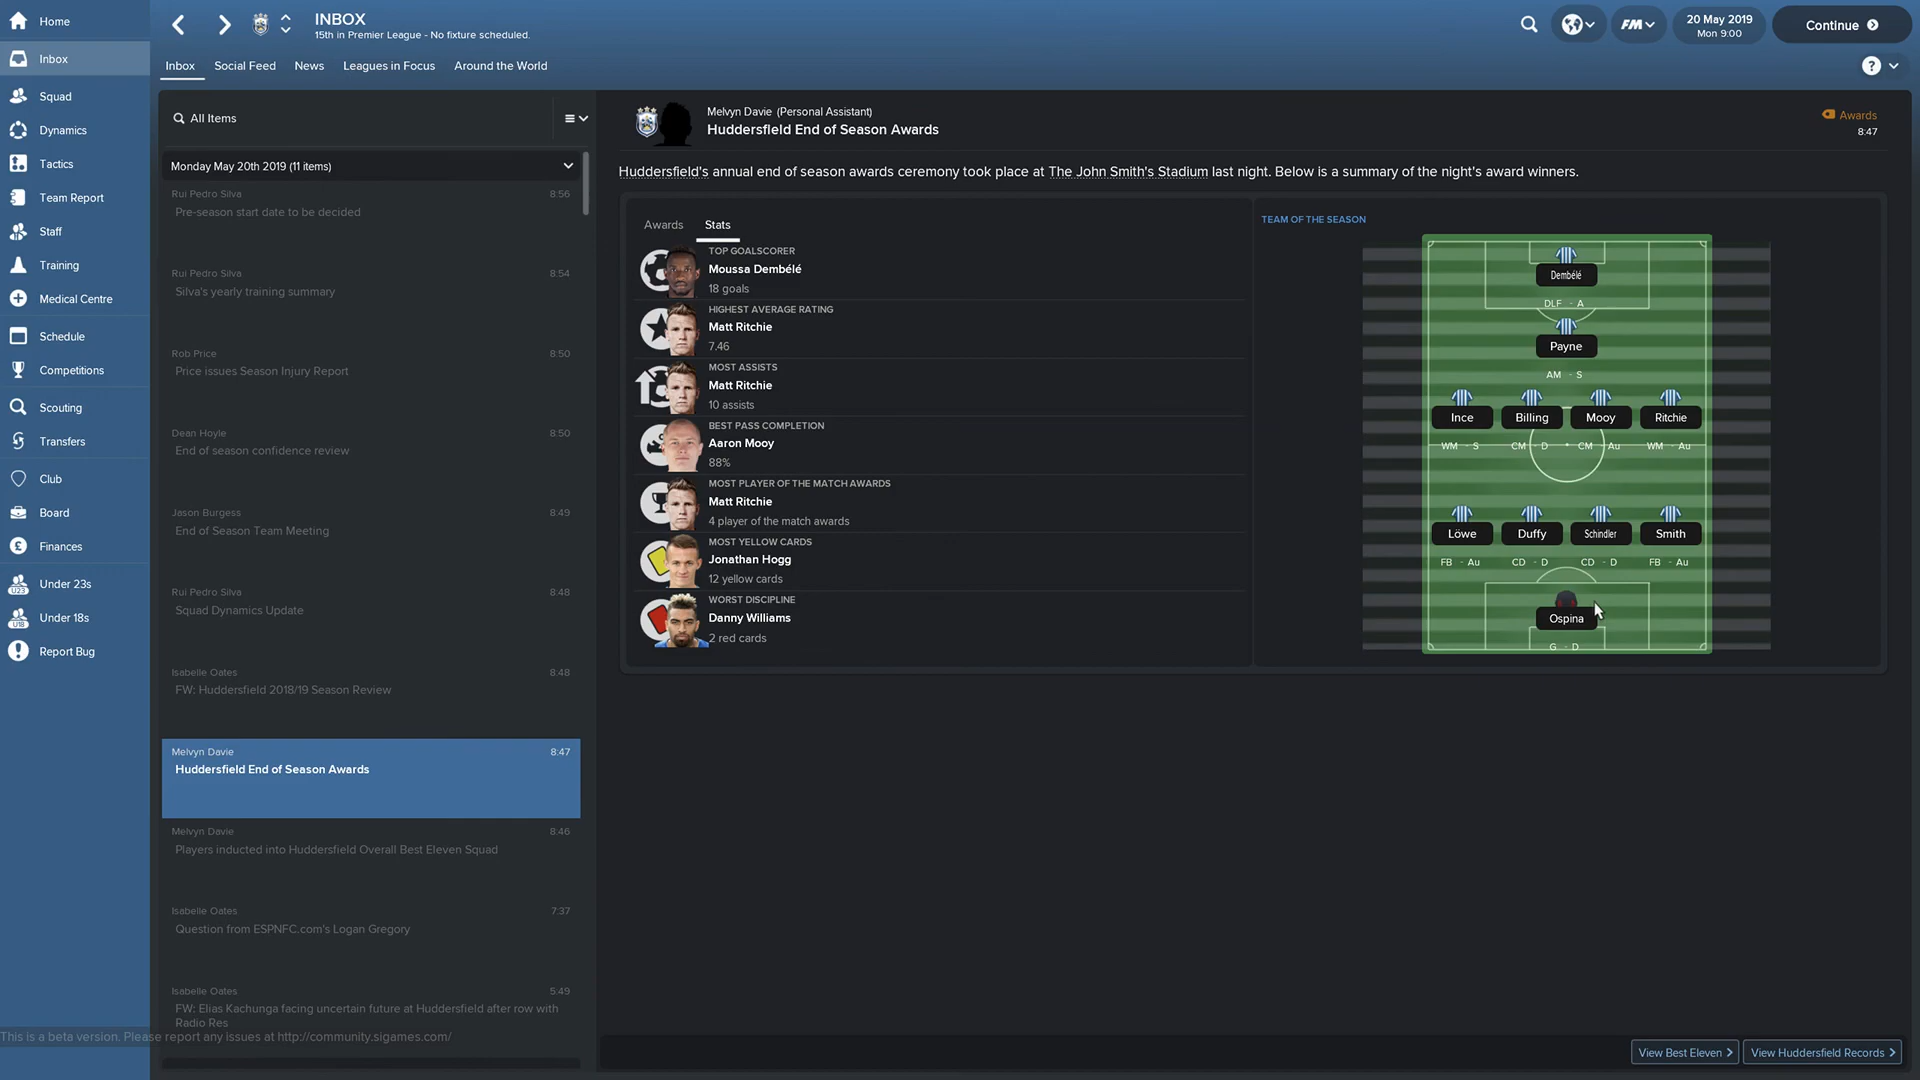 Home
Inbox
Squad
Dynamics
Tactics
Team Report
Staff
Training
Medical Centre
Schedule
Competitions
Scouting
Transfers
Club
Board
Finances
U23
Under 23s
U18
Under 18s
Report Bug
INBOX
15th in Premier League - No fixture scheduled.
FM
20 May 2019
Mon 9:00
Continue
Inbox Social Feed News Leagues in Focus Around the World
?
All Items
Monday May 20th 2019 (11 items)
Rui Pedro Silva 8:56
Pre-season start date to be decided
Rui Pedro Silva 8:54
Silva's yearly training summary
Rob Price 8:50
Price issues Season Injury Report
Dean Hoyle 8:50
End of season confidence review
Jason Burgess 8:49
End of Season Team Meeting
Rui Pedro Silva 8:48
Squad Dynamics Update
Isabelle Oates 8:48
FW: Huddersfield 2018/19 Season Review
Melvyn Davie 8:47
Huddersfield End of Season Awards
Melvyn Davie 8:46
Players inducted into Huddersfield Overall Best Eleven Squad
Isabelle Oates 7:37
Question from ESPNFC.com's Logan Gregory
Isabelle Oates 5:49
FW: Elias Kachunga facing uncertain future at Huddersfield after row with
Radio Res
This is a beta version. Please report any issues at http://community.sigames.com/
Melvyn Davie (Personal Assistant)
Huddersfield End of Season Awards
Awards
8:47
Huddersfield's annual end of season awards ceremony took place at The John Smith's Stadium last night. Below is a summary of the night's award winners.
Awards Stats
TOP GOALSCORER
Moussa Dembélé
18 goals
HIGHEST AVERAGE RATING
Matt Ritchie
7.46
MOST ASSISTS
Matt Ritchie
10 assists
BEST PASS COMPLETION
Aaron Mooy
88%
MOST PLAYER OF THE MATCH AWARDS
Matt Ritchie
4 player of the match awards
MOST YELLOW CARDS
Jonathan Hogg
12 yellow cards
WORST DISCIPLINE
Danny Williams
2 red cards
TEAM OF THE SEASON
Dembélé
DLF - A
Payne
AM - S
Ince Billing Mooy Ritchie
WM - S CM - D CM - Au WM - Au
Löwe Duffy Schindler Smith
FB - Au CD - D CD - D FB - Au
Ospina
G - D
View Best Eleven
View Huddersfield Records